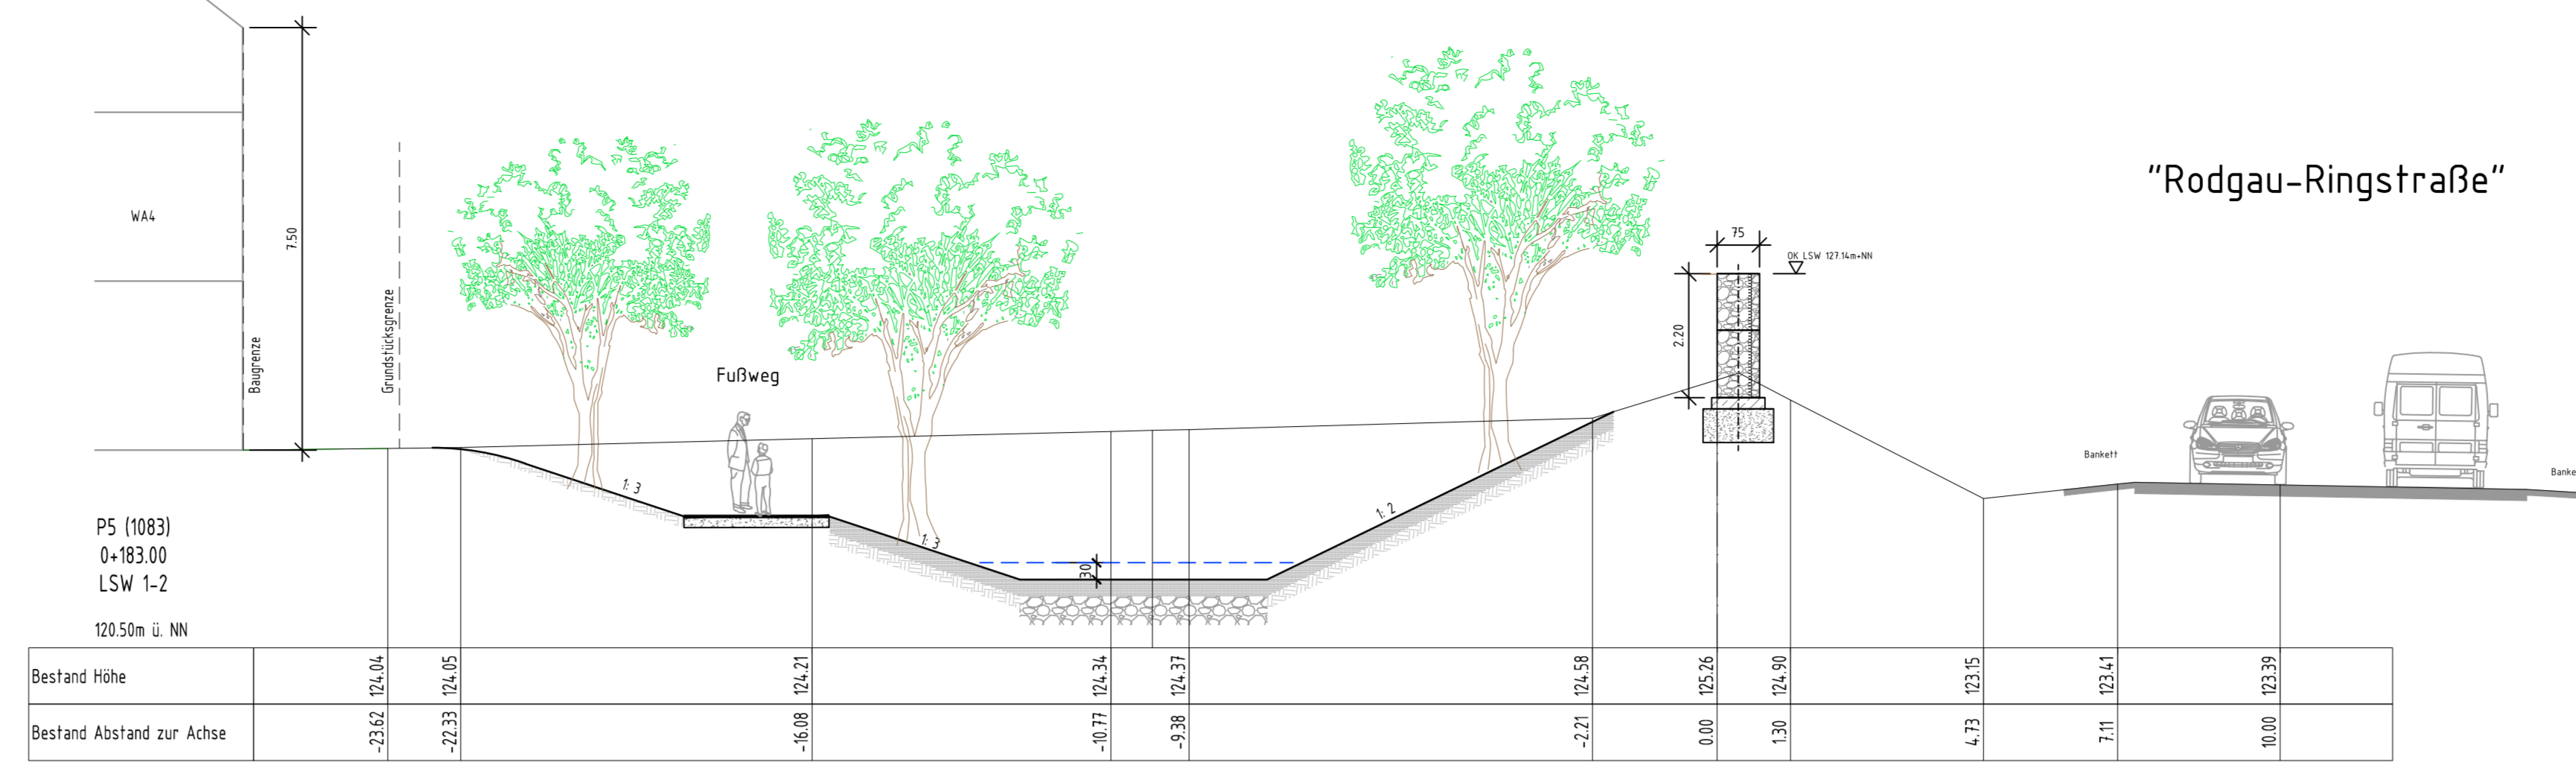 "Rodgau-Ringstraße"
WA4
7.50
Baugrenze
Grundstücksgrenze
Fußweg
75
OK LSW 127.14m+NN
2.20
Bankett
Banke
1: 3
1: 3
30
1: 2
P5 (1083)
0+183.00
LSW 1-2
120.50m ü. NN
Bestand Höhe 124.04 124.05 124.21 124.34 124.37 124.58 125.26 124.90 123.15 123.41 123.39
Bestand Abstand zur Achse -23.62 -22.33 -16.08 -10.77 -9.38 -2.21 0.00 1.30 4.73 7.11 10.00